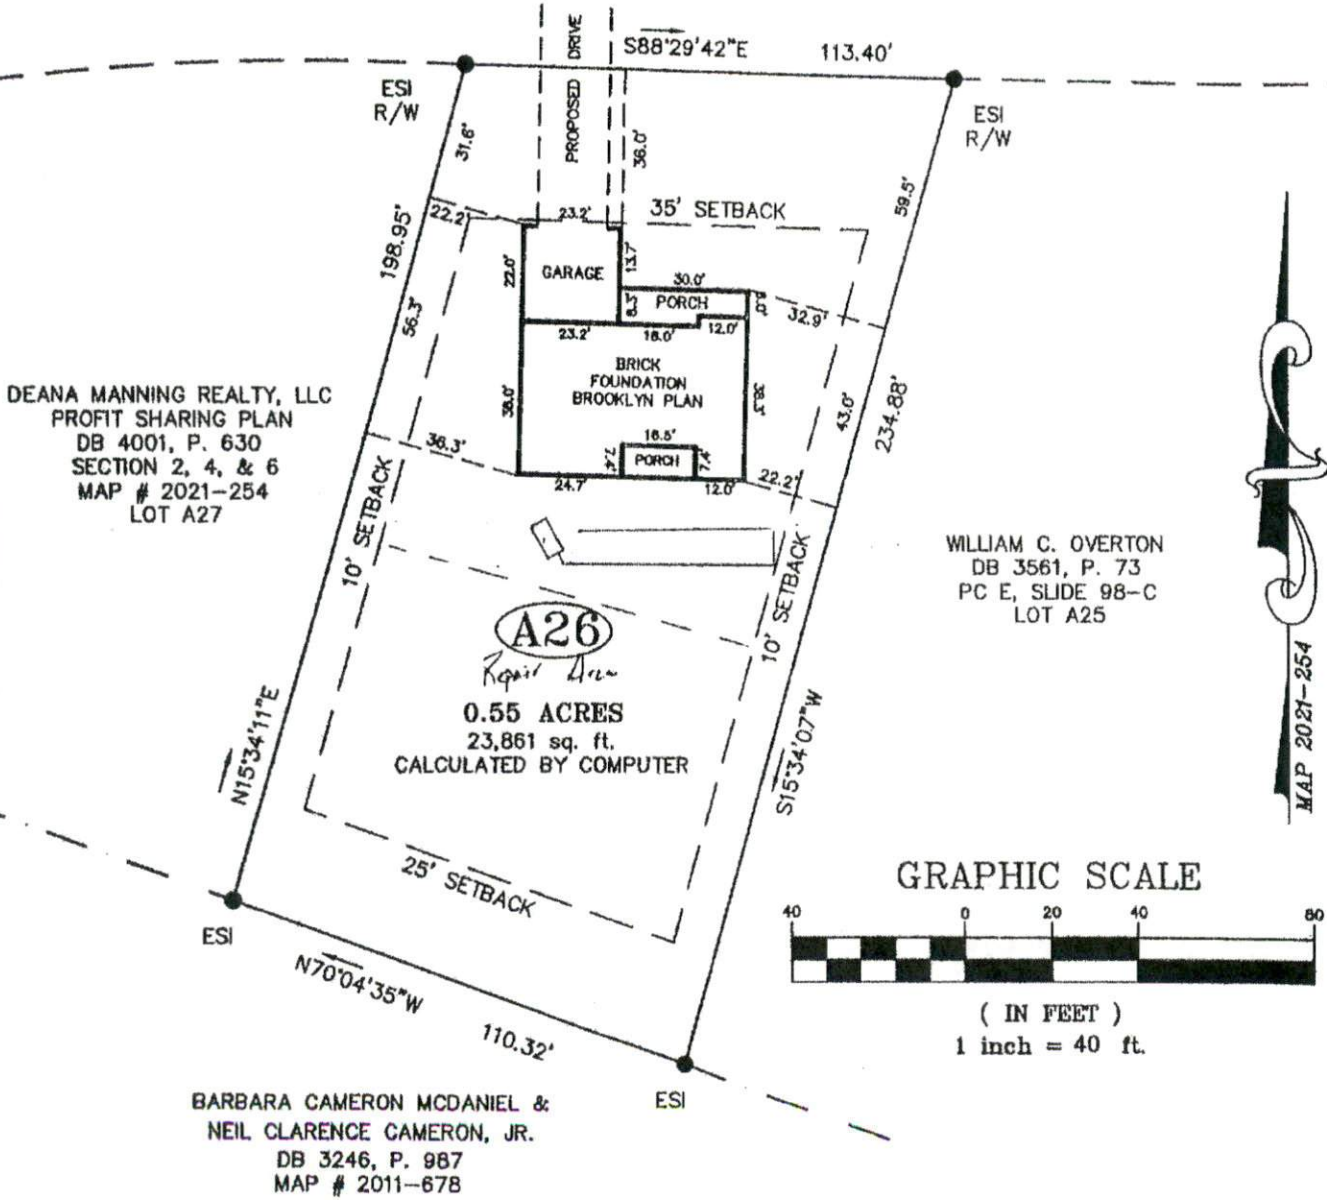 S88°29'42"E 113.40'
PROPOSED DRIVE
ESI
R/W
ESI
R/W
31.6'
36.0'
59.5'
22.2'
23.2'
35' SETBACK
198.95'
22.0'
GARAGE
13.7'
30.0'
PORCH
8.3'
32.9'
56.3'
23.2'
18.0'
12.0'
BRICK
FOUNDATION
BROOKLYN PLAN
38.0'
38.3'
43.0'
234.88'
DEANA MANNING REALTY, LLC
PROFIT SHARING PLAN
DB 4001, P. 630
SECTION 2, 4, & 6
MAP # 2021-254
LOT A27
36.3'
16.5'
7.4'
PORCH
7.4'
24.7'
12.0'
22.2'
10' SETBACK
10' SETBACK
WILLIAM C. OVERTON
DB 3561, P. 73
PC E, SLIDE 98-C
LOT A25
A26
Repair Area
0.55 ACRES
23,861 sq. ft.
CALCULATED BY COMPUTER
N15°34'11"E
S15°34'07"W
MAP 2021-254
25' SETBACK
GRAPHIC SCALE
40 0 20 40 80
( IN FEET )
1 inch = 40 ft.
ESI
N70°04'35"W
110.32'
ESI
BARBARA CAMERON MCDANIEL &
NEIL CLARENCE CAMERON, JR.
DB 3246, P. 987
MAP # 2011-678